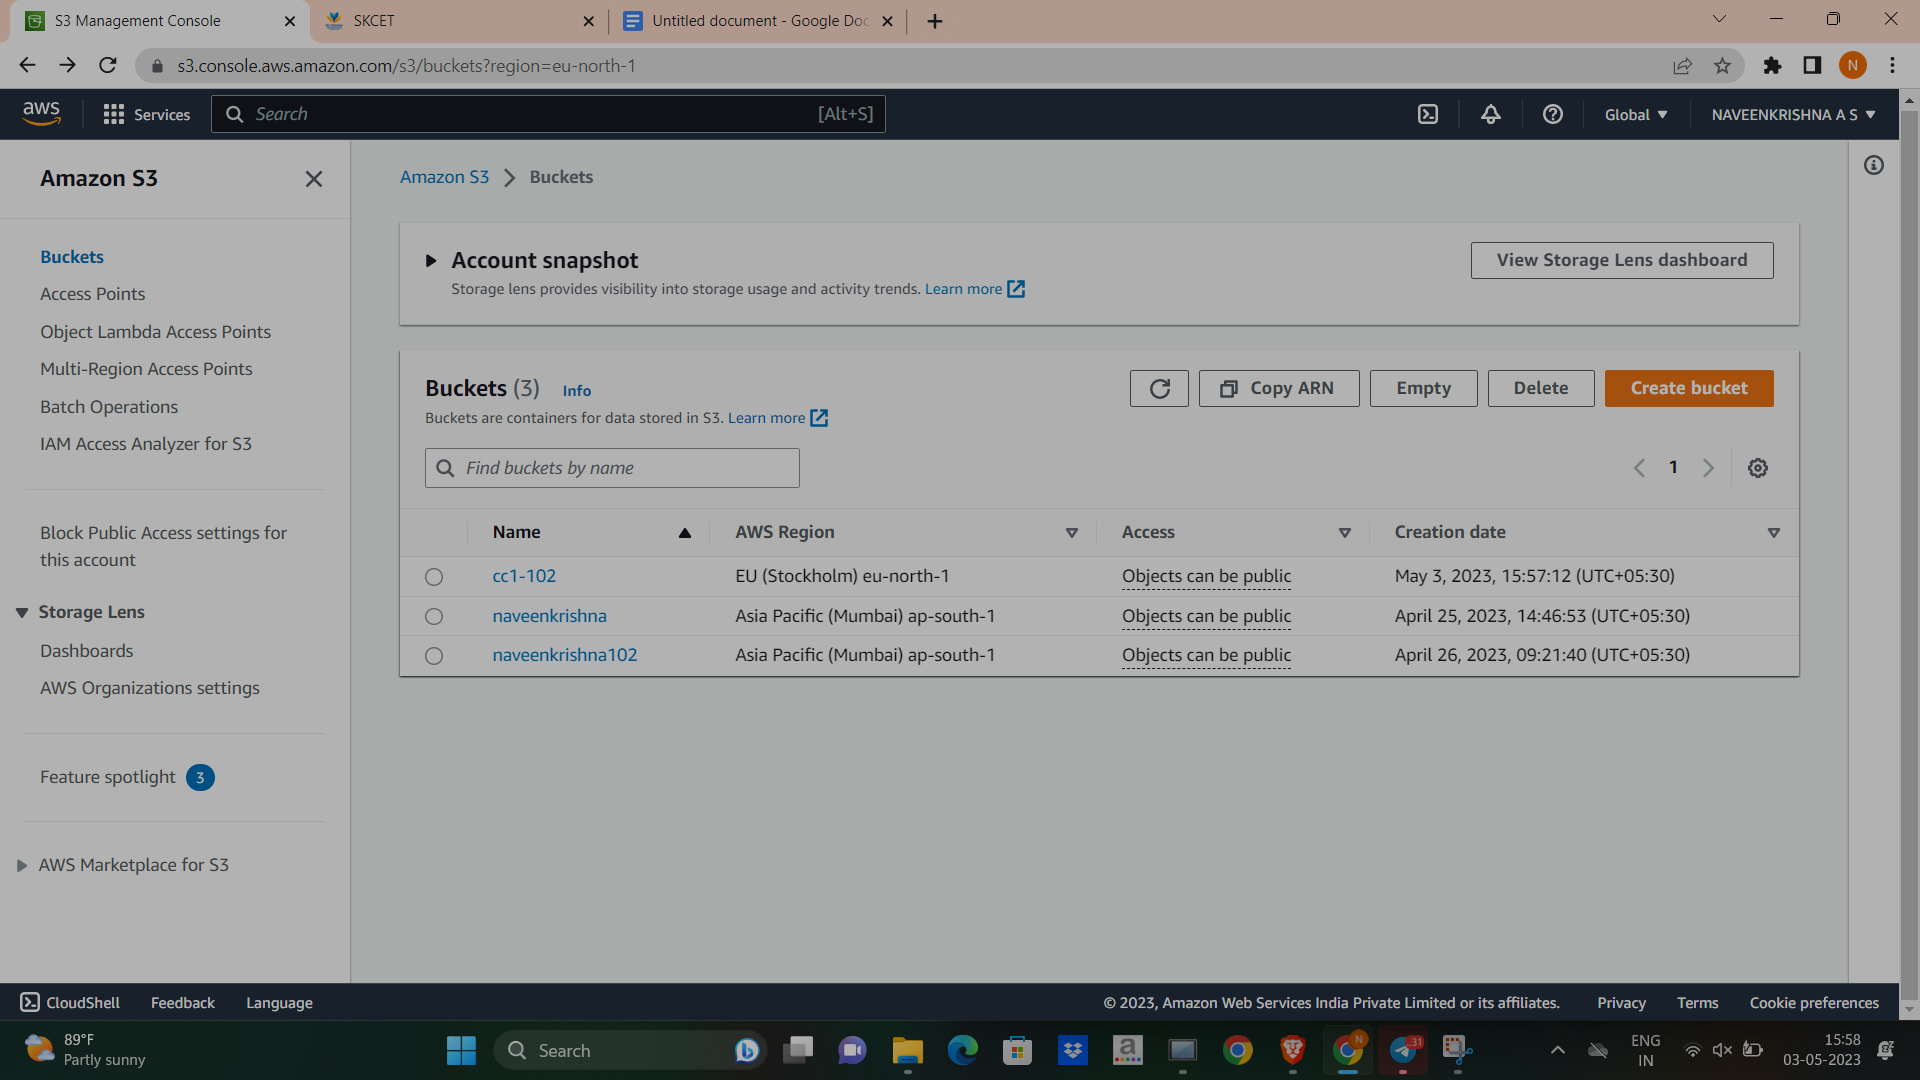 S3 Management Console
SKCET
Untitled document - Google Doc
s3.console.aws.amazon.com/s3/buckets?region=eu-north-1
N
aws
Services
Search
[Alt+S]
Global
NAVEENKRISHNA A S
Amazon S3
Buckets
Access Points
Object Lambda Access Points
Multi-Region Access Points
Batch Operations
IAM Access Analyzer for S3
Block Public Access settings for
this account
Storage Lens
Dashboards
AWS Organizations settings
Feature spotlight 3
AWS Marketplace for S3
Amazon S3 > Buckets
Account snapshot
Storage lens provides visibility into storage usage and activity trends. Learn more
View Storage Lens dashboard
Buckets (3) Info
Buckets are containers for data stored in S3. Learn more
Copy ARN
Empty
Delete
Create bucket
Find buckets by name
1
Name AWS Region Access Creation date
cc1-102 EU (Stockholm) eu-north-1 Objects can be public May 3, 2023, 15:57:12 (UTC+05:30)
naveenkrishna Asia Pacific (Mumbai) ap-south-1 Objects can be public April 25, 2023, 14:46:53 (UTC+05:30)
naveenkrishna102 Asia Pacific (Mumbai) ap-south-1 Objects can be public April 26, 2023, 09:21:40 (UTC+05:30)
CloudShell Feedback Language
© 2023, Amazon Web Services India Private Limited or its affiliates. Privacy Terms Cookie preferences
89°F
Partly sunny
Search
a
N
31
ENG
IN
15:58
03-05-2023